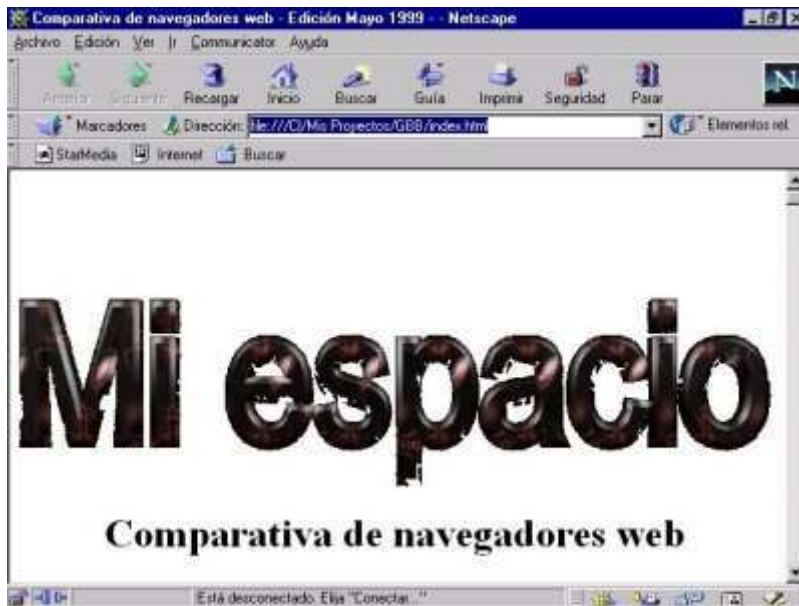 Comparativa de navegadores web - Edición Mayo 1999 - - Netscape
Archivo Edición Ver Ir Communicator Ayuda
Anterior Siguiente Recargar Inicio Buscar Guía Imprimir Seguridad Parar
N
Marcadores Dirección: file:///C|/Mis Proyectos/GBB/index.htm Elementos rel.
StarMedia Internet Buscar
Mi espacio
Comparativa de navegadores web
Está desconectado. Elija "Conectar..."